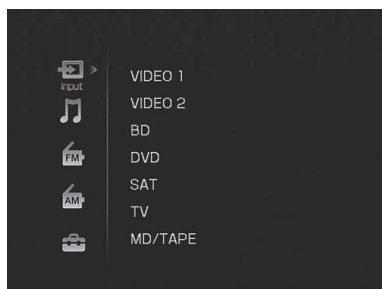 Input
VIDEO 1
VIDEO 2
BD
FM
DVD
SAT
AM
TV
MD/TAPE